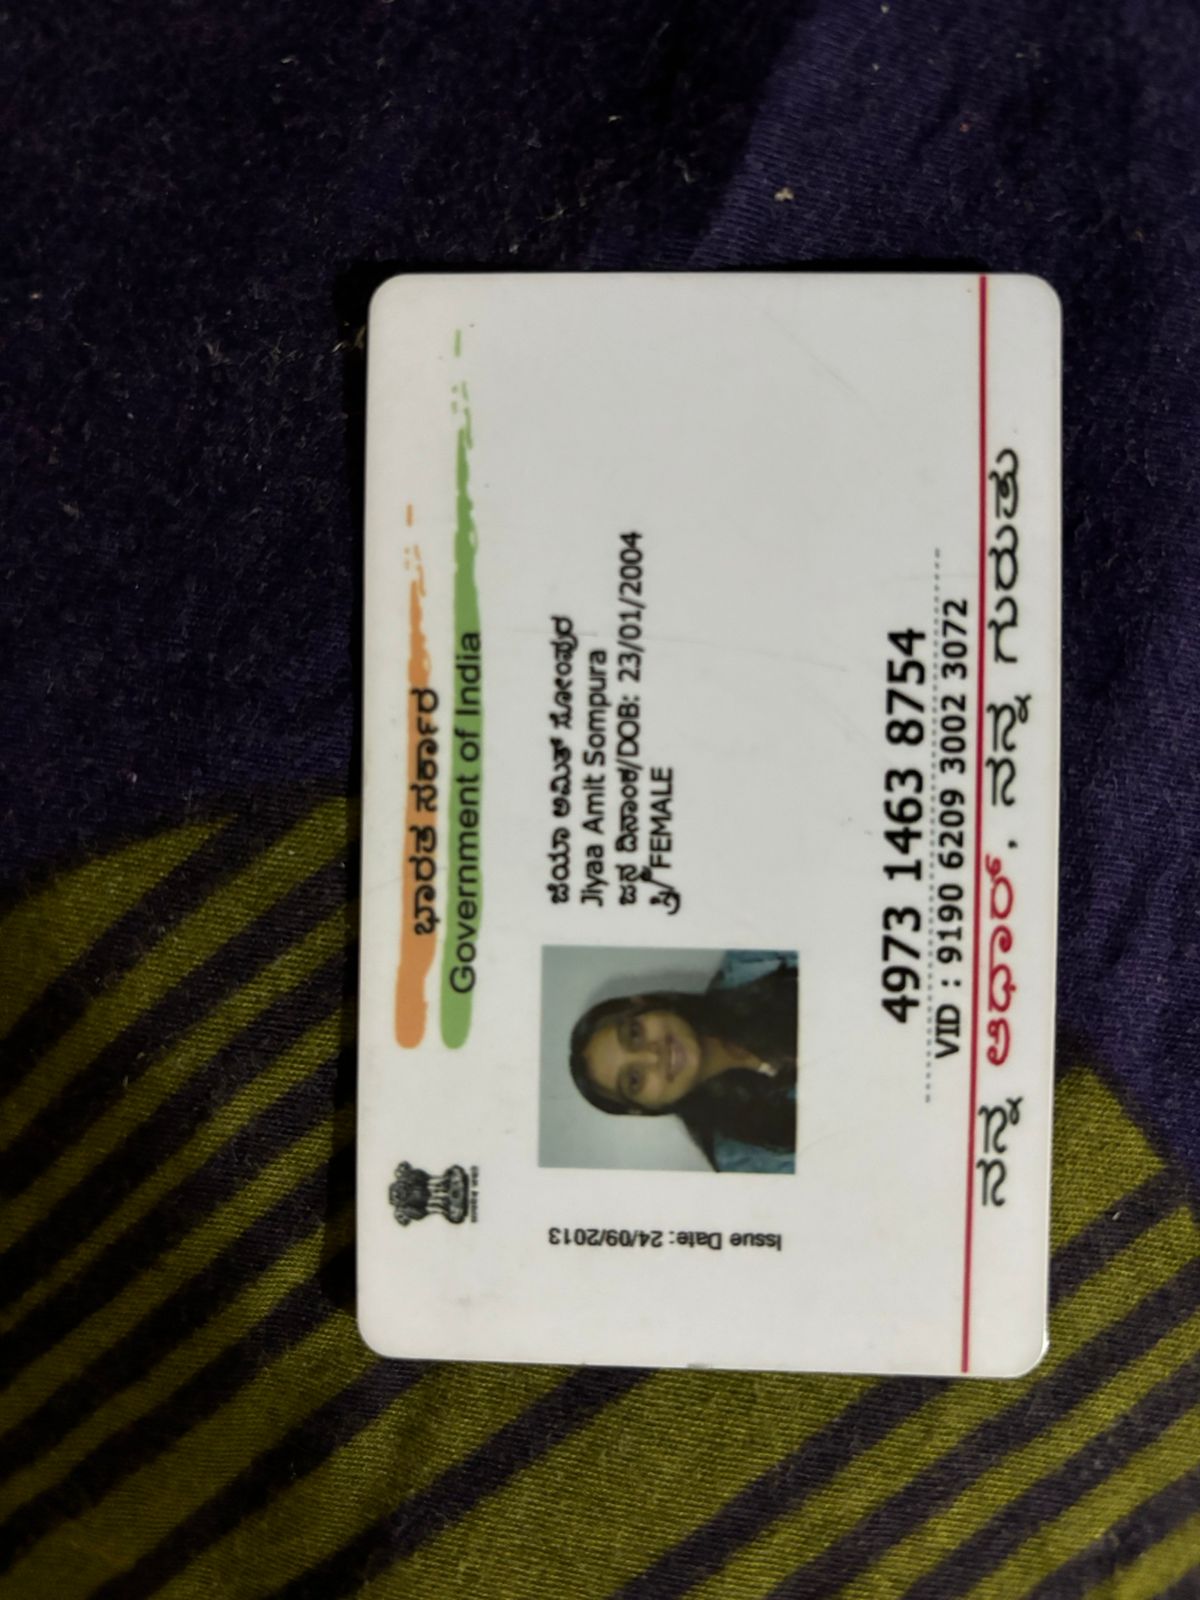 ಭಾರತ ಸರ್ಕಾರ
Government of India
ಜಿಯಾ ಅಮಿತ್ ಸೋಂಪುರ
Jiyaa Amit Sompura
ಜನ್ಮ ದಿನಾಂಕ/DOB: 23/01/2004
ಸ್ತ್ರೀ/FEMALE
Issue Date: 24/09/2013
4973 1463 8754
VID : 9190 6209 3002 3072
ನನ್ನ ಆಧಾರ್, ನನ್ನ ಗುರುತು